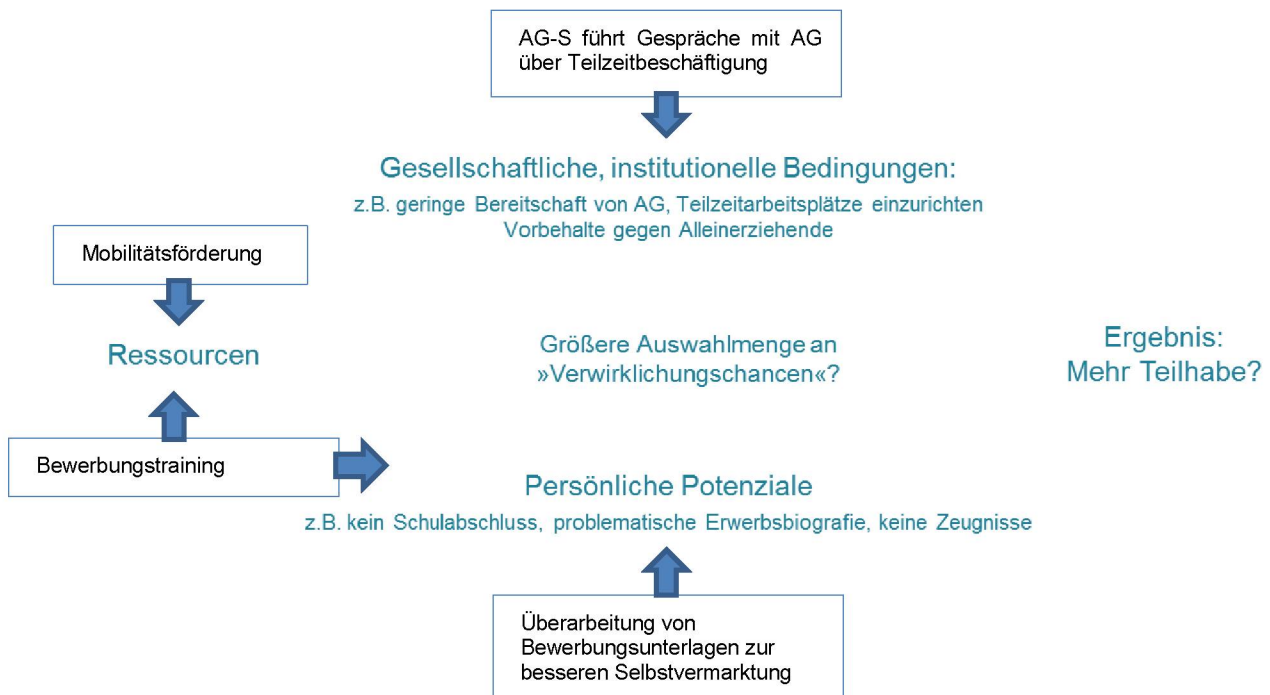 AG-S führt Gespräche mit AG
über Teilzeitbeschäftigung
Gesellschaftliche, institutionelle Bedingungen:
z.B. geringe Bereitschaft von AG, Teilzeitarbeitsplätze einzurichten
Vorbehalte gegen Alleinerziehende
Mobilitätsförderung
Ressourcen
Größere Auswahlmenge an
»Verwirklichungschancen«?
Ergebnis:
Mehr Teilhabe?
Bewerbungstraining
Persönliche Potenziale
z.B. kein Schulabschluss, problematische Erwerbsbiografie, keine Zeugnisse
Überarbeitung von
Bewerbungsunterlagen zur
besseren Selbstvermarktung